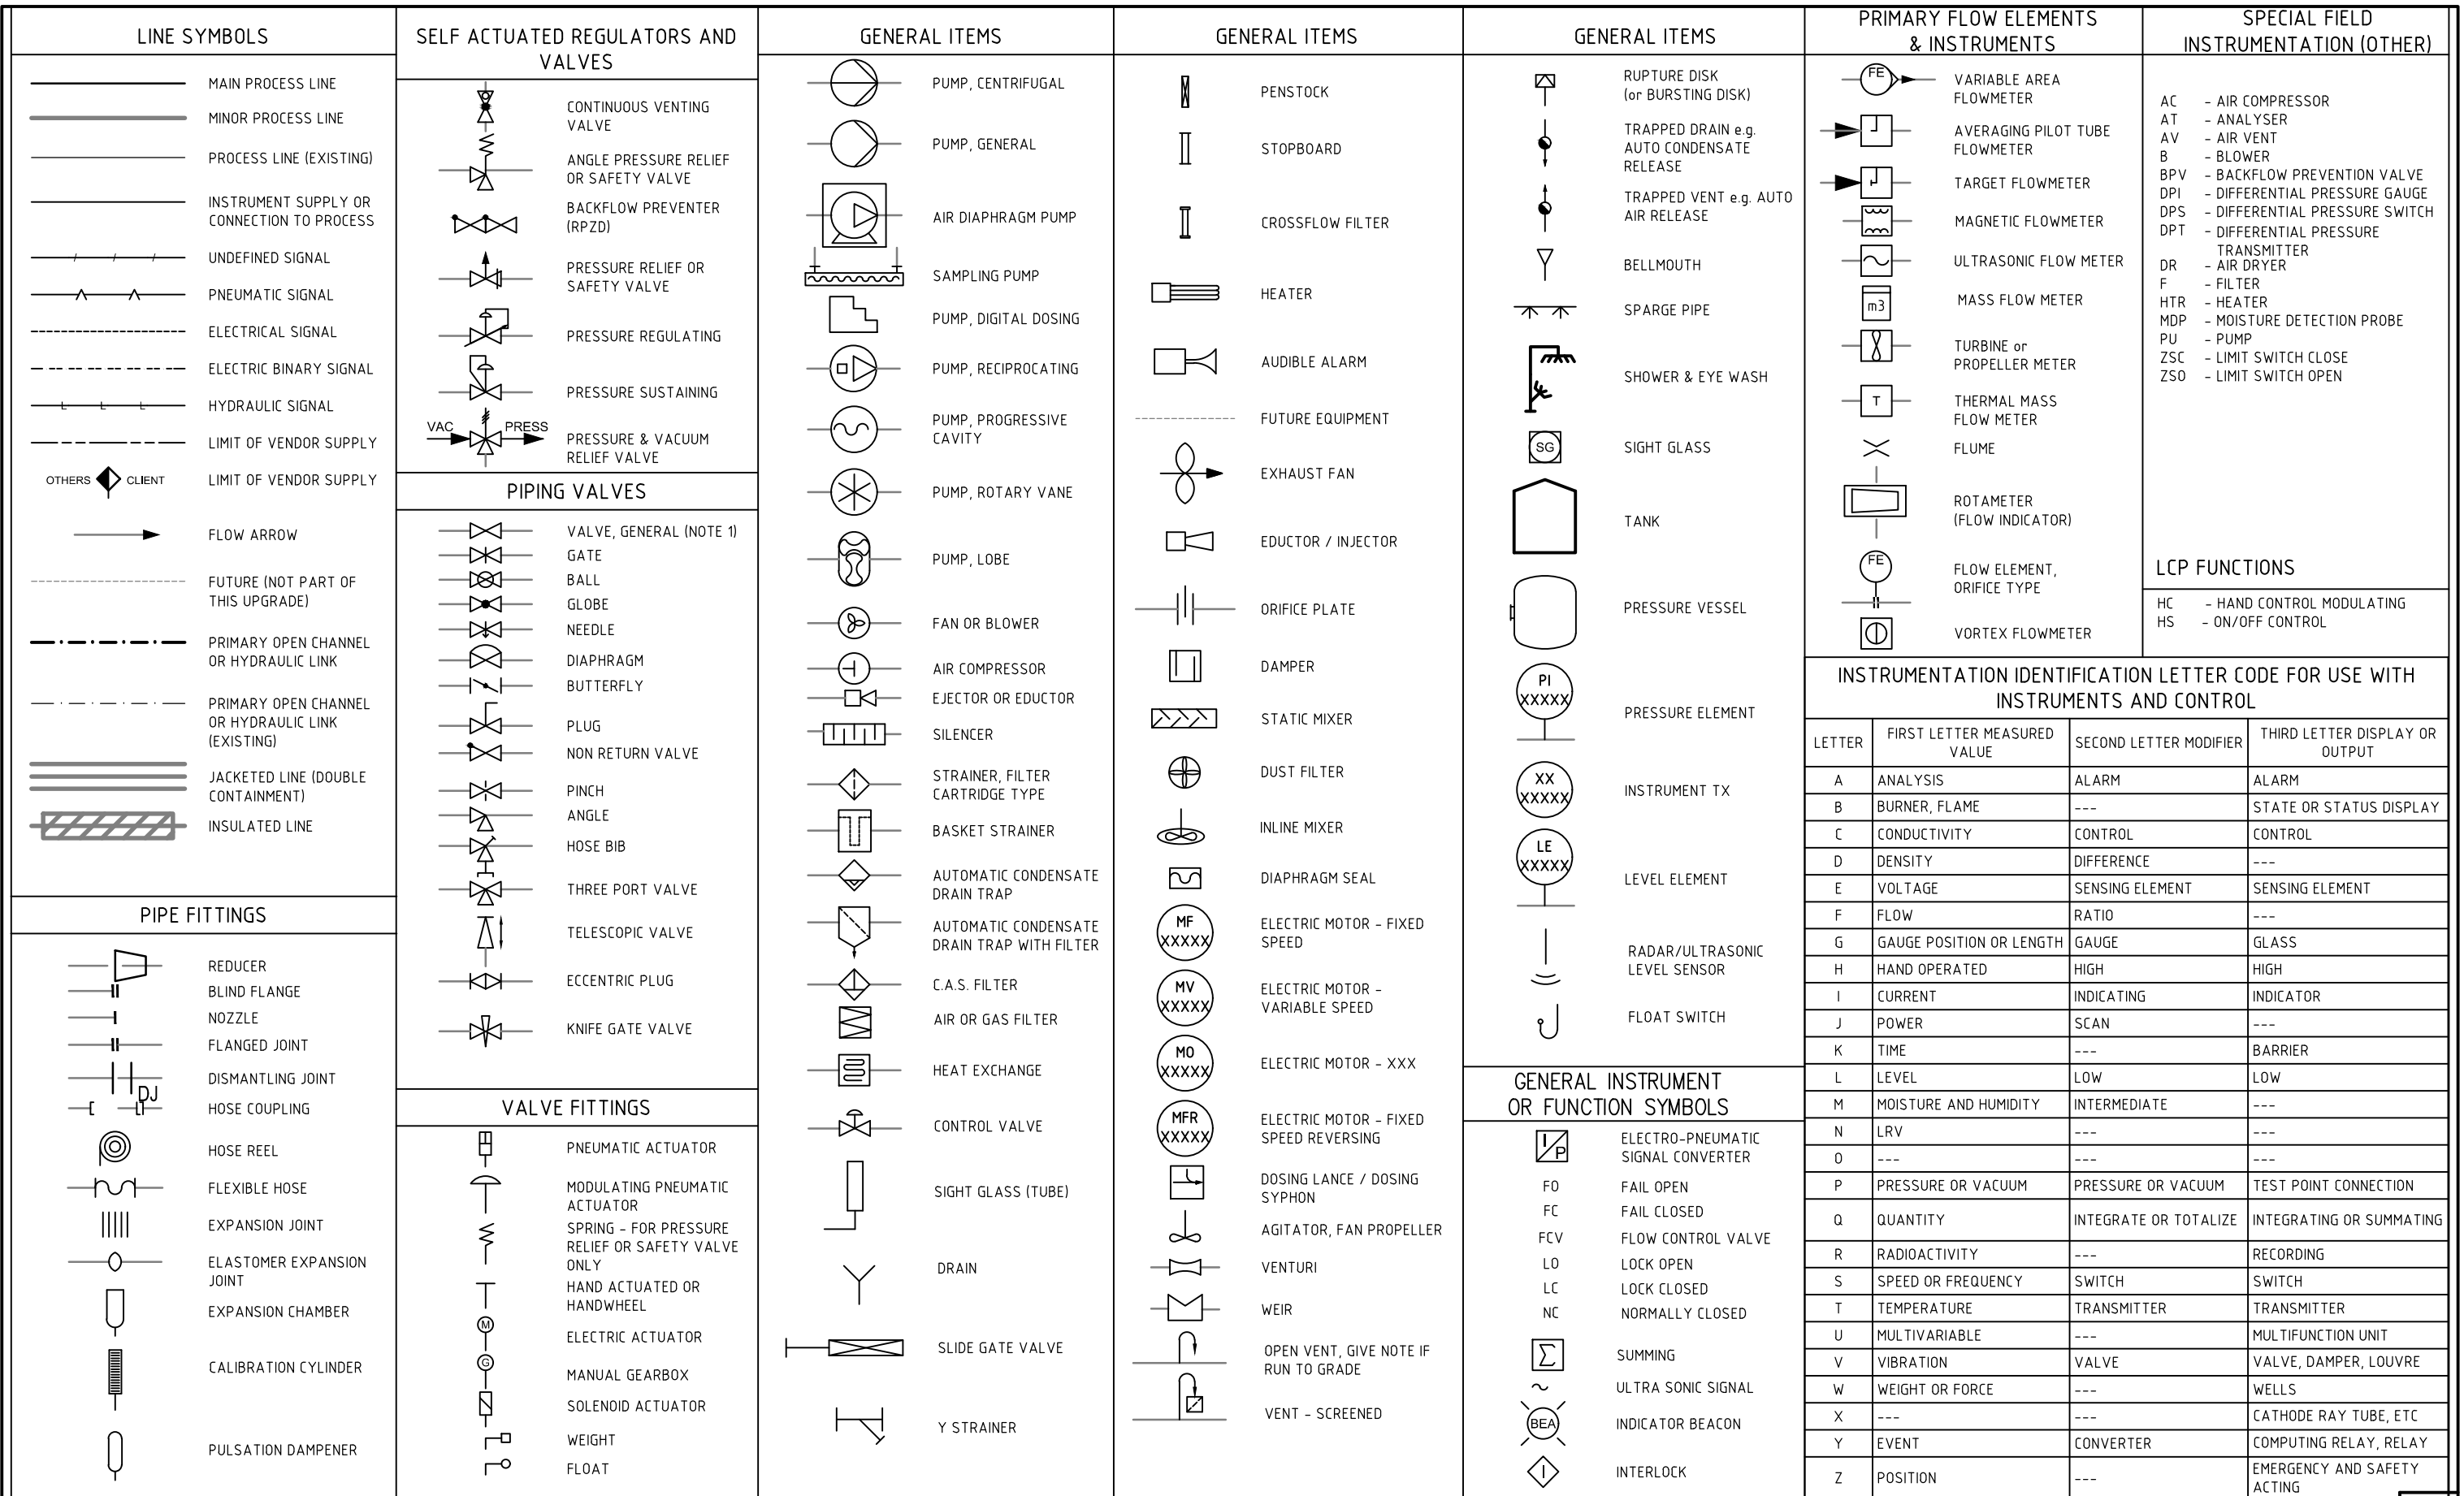 LINE SYMBOLS
MAIN PROCESS LINE
MINOR PROCESS LINE
PROCESS LINE (EXISTING)
INSTRUMENT SUPPLY OR
CONNECTION TO PROCESS
UNDEFINED SIGNAL
PNEUMATIC SIGNAL
ELECTRICAL SIGNAL
ELECTRIC BINARY SIGNAL
HYDRAULIC SIGNAL
L L L
LIMIT OF VENDOR SUPPLY
OTHERS CLIENT LIMIT OF VENDOR SUPPLY
FLOW ARROW
FUTURE (NOT PART OF
THIS UPGRADE)
PRIMARY OPEN CHANNEL
OR HYDRAULIC LINK
PRIMARY OPEN CHANNEL
OR HYDRAULIC LINK
(EXISTING)
JACKETED LINE (DOUBLE
CONTAINMENT)
INSULATED LINE
PIPE FITTINGS
REDUCER
BLIND FLANGE
NOZZLE
FLANGED JOINT
DISMANTLING JOINT
DJ
HOSE COUPLING
HOSE REEL
FLEXIBLE HOSE
EXPANSION JOINT
ELASTOMER EXPANSION
JOINT
EXPANSION CHAMBER
CALIBRATION CYLINDER
PULSATION DAMPENER
SELF ACTUATED REGULATORS AND
VALVES
CONTINUOUS VENTING
VALVE
ANGLE PRESSURE RELIEF
OR SAFETY VALVE
BACKFLOW PREVENTER
(RPZD)
PRESSURE RELIEF OR
SAFETY VALVE
PRESSURE REGULATING
PRESSURE SUSTAINING
VAC PRESS
PRESSURE & VACUUM
RELIEF VALVE
PIPING VALVES
VALVE, GENERAL (NOTE 1)
GATE
BALL
GLOBE
NEEDLE
DIAPHRAGM
BUTTERFLY
PLUG
NON RETURN VALVE
PINCH
ANGLE
HOSE BIB
THREE PORT VALVE
TELESCOPIC VALVE
ECCENTRIC PLUG
KNIFE GATE VALVE
VALVE FITTINGS
PNEUMATIC ACTUATOR
MODULATING PNEUMATIC
ACTUATOR
SPRING - FOR PRESSURE
RELIEF OR SAFETY VALVE
ONLY
HAND ACTUATED OR
HANDWHEEL
M
ELECTRIC ACTUATOR
G
MANUAL GEARBOX
SOLENOID ACTUATOR
WEIGHT
FLOAT
GENERAL ITEMS
PUMP, CENTRIFUGAL
PUMP, GENERAL
AIR DIAPHRAGM PUMP
SAMPLING PUMP
PUMP, DIGITAL DOSING
PUMP, RECIPROCATING
PUMP, PROGRESSIVE
CAVITY
PUMP, ROTARY VANE
PUMP, LOBE
FAN OR BLOWER
AIR COMPRESSOR
EJECTOR OR EDUCTOR
SILENCER
STRAINER, FILTER
CARTRIDGE TYPE
BASKET STRAINER
AUTOMATIC CONDENSATE
DRAIN TRAP
AUTOMATIC CONDENSATE
DRAIN TRAP WITH FILTER
C.A.S. FILTER
AIR OR GAS FILTER
HEAT EXCHANGE
CONTROL VALVE
SIGHT GLASS (TUBE)
DRAIN
SLIDE GATE VALVE
Y STRAINER
GENERAL ITEMS
PENSTOCK
STOPBOARD
CROSSFLOW FILTER
HEATER
AUDIBLE ALARM
FUTURE EQUIPMENT
EXHAUST FAN
EDUCTOR / INJECTOR
ORIFICE PLATE
DAMPER
STATIC MIXER
DUST FILTER
INLINE MIXER
DIAPHRAGM SEAL
MF
XXXXX
ELECTRIC MOTOR - FIXED
SPEED
MV
XXXXX
ELECTRIC MOTOR -
VARIABLE SPEED
MO
XXXXX
ELECTRIC MOTOR - XXX
MFR
XXXXX
ELECTRIC MOTOR - FIXED
SPEED REVERSING
DOSING LANCE / DOSING
SYPHON
AGITATOR, FAN PROPELLER
VENTURI
WEIR
OPEN VENT, GIVE NOTE IF
RUN TO GRADE
VENT - SCREENED
GENERAL ITEMS
RUPTURE DISK
(or BURSTING DISK)
TRAPPED DRAIN e.g.
AUTO CONDENSATE
RELEASE
TRAPPED VENT e.g. AUTO
AIR RELEASE
BELLMOUTH
SPARGE PIPE
SHOWER & EYE WASH
SG SIGHT GLASS
TANK
PRESSURE VESSEL
PI
XXXXX
PRESSURE ELEMENT
XX
XXXXX
INSTRUMENT TX
LE
XXXXX
LEVEL ELEMENT
RADAR/ULTRASONIC
LEVEL SENSOR
FLOAT SWITCH
GENERAL INSTRUMENT
OR FUNCTION SYMBOLS
I/P
ELECTRO-PNEUMATIC
SIGNAL CONVERTER
FO FAIL OPEN
FC FAIL CLOSED
FCV FLOW CONTROL VALVE
LO LOCK OPEN
LC LOCK CLOSED
NC NORMALLY CLOSED
Σ SUMMING
ULTRA SONIC SIGNAL
BEA INDICATOR BEACON
I INTERLOCK
PRIMARY FLOW ELEMENTS
& INSTRUMENTS
FE VARIABLE AREA
FLOWMETER
AVERAGING PILOT TUBE
FLOWMETER
TARGET FLOWMETER
MAGNETIC FLOWMETER
ULTRASONIC FLOW METER
m3 MASS FLOW METER
TURBINE or
PROPELLER METER
T THERMAL MASS
FLOW METER
FLUME
ROTAMETER
(FLOW INDICATOR)
FE
FLOW ELEMENT,
ORIFICE TYPE
VORTEX FLOWMETER
SPECIAL FIELD
INSTRUMENTATION (OTHER)
AC - AIR COMPRESSOR
AT - ANALYSER
AV - AIR VENT
B - BLOWER
BPV - BACKFLOW PREVENTION VALVE
DPI - DIFFERENTIAL PRESSURE GAUGE
DPS - DIFFERENTIAL PRESSURE SWITCH
DPT - DIFFERENTIAL PRESSURE
TRANSMITTER
DR - AIR DRYER
F - FILTER
HTR - HEATER
MDP - MOISTURE DETECTION PROBE
PU - PUMP
ZSC - LIMIT SWITCH CLOSE
ZSO - LIMIT SWITCH OPEN
LCP FUNCTIONS
HC - HAND CONTROL MODULATING
HS - ON/OFF CONTROL
INSTRUMENTATION IDENTIFICATION LETTER CODE FOR USE WITH
INSTRUMENTS AND CONTROL
LETTER FIRST LETTER MEASURED VALUE SECOND LETTER MODIFIER THIRD LETTER DISPLAY OR OUTPUT
A ANALYSIS ALARM ALARM
B BURNER, FLAME --- STATE OR STATUS DISPLAY
C CONDUCTIVITY CONTROL CONTROL
D DENSITY DIFFERENCE ---
E VOLTAGE SENSING ELEMENT SENSING ELEMENT
F FLOW RATIO ---
G GAUGE POSITION OR LENGTH GAUGE GLASS
H HAND OPERATED HIGH HIGH
I CURRENT INDICATING INDICATOR
J POWER SCAN ---
K TIME --- BARRIER
L LEVEL LOW LOW
M MOISTURE AND HUMIDITY INTERMEDIATE ---
N LRV --- ---
O --- --- ---
P PRESSURE OR VACUUM PRESSURE OR VACUUM TEST POINT CONNECTION
Q QUANTITY INTEGRATE OR TOTALIZE INTEGRATING OR SUMMATING
R RADIOACTIVITY --- RECORDING
S SPEED OR FREQUENCY SWITCH SWITCH
T TEMPERATURE TRANSMITTER TRANSMITTER
U MULTIVARIABLE --- MULTIFUNCTION UNIT
V VIBRATION VALVE VALVE, DAMPER, LOUVRE
W WEIGHT OR FORCE --- WELLS
X --- --- CATHODE RAY TUBE, ETC
Y EVENT CONVERTER COMPUTING RELAY, RELAY
Z POSITION --- EMERGENCY AND SAFETY
ACTING